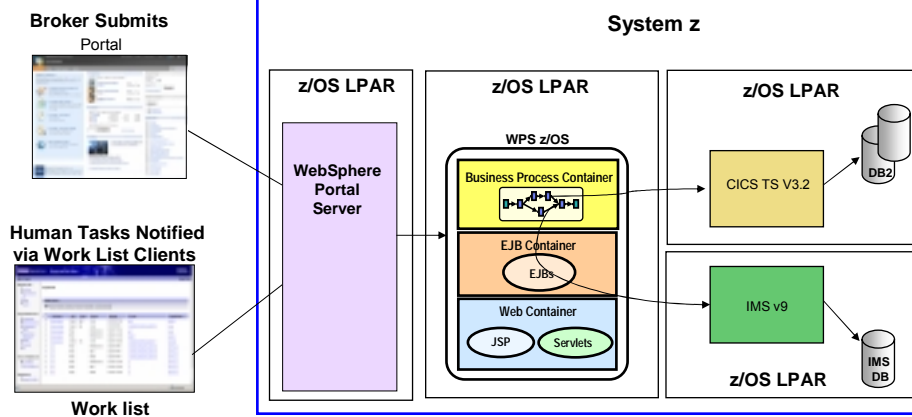 Broker Submits
Portal
Human Tasks Notified
via Work List Clients
Work list
System z
z/OS LPAR
WebSphere
Portal
Server
z/OS LPAR
WPS z/OS
Business Process Container
EJB Container
EJBs
Web Container
JSP
Servlets
z/OS LPAR
CICS TS V3.2
DB2
IMS v9
IMS
DB
z/OS LPAR